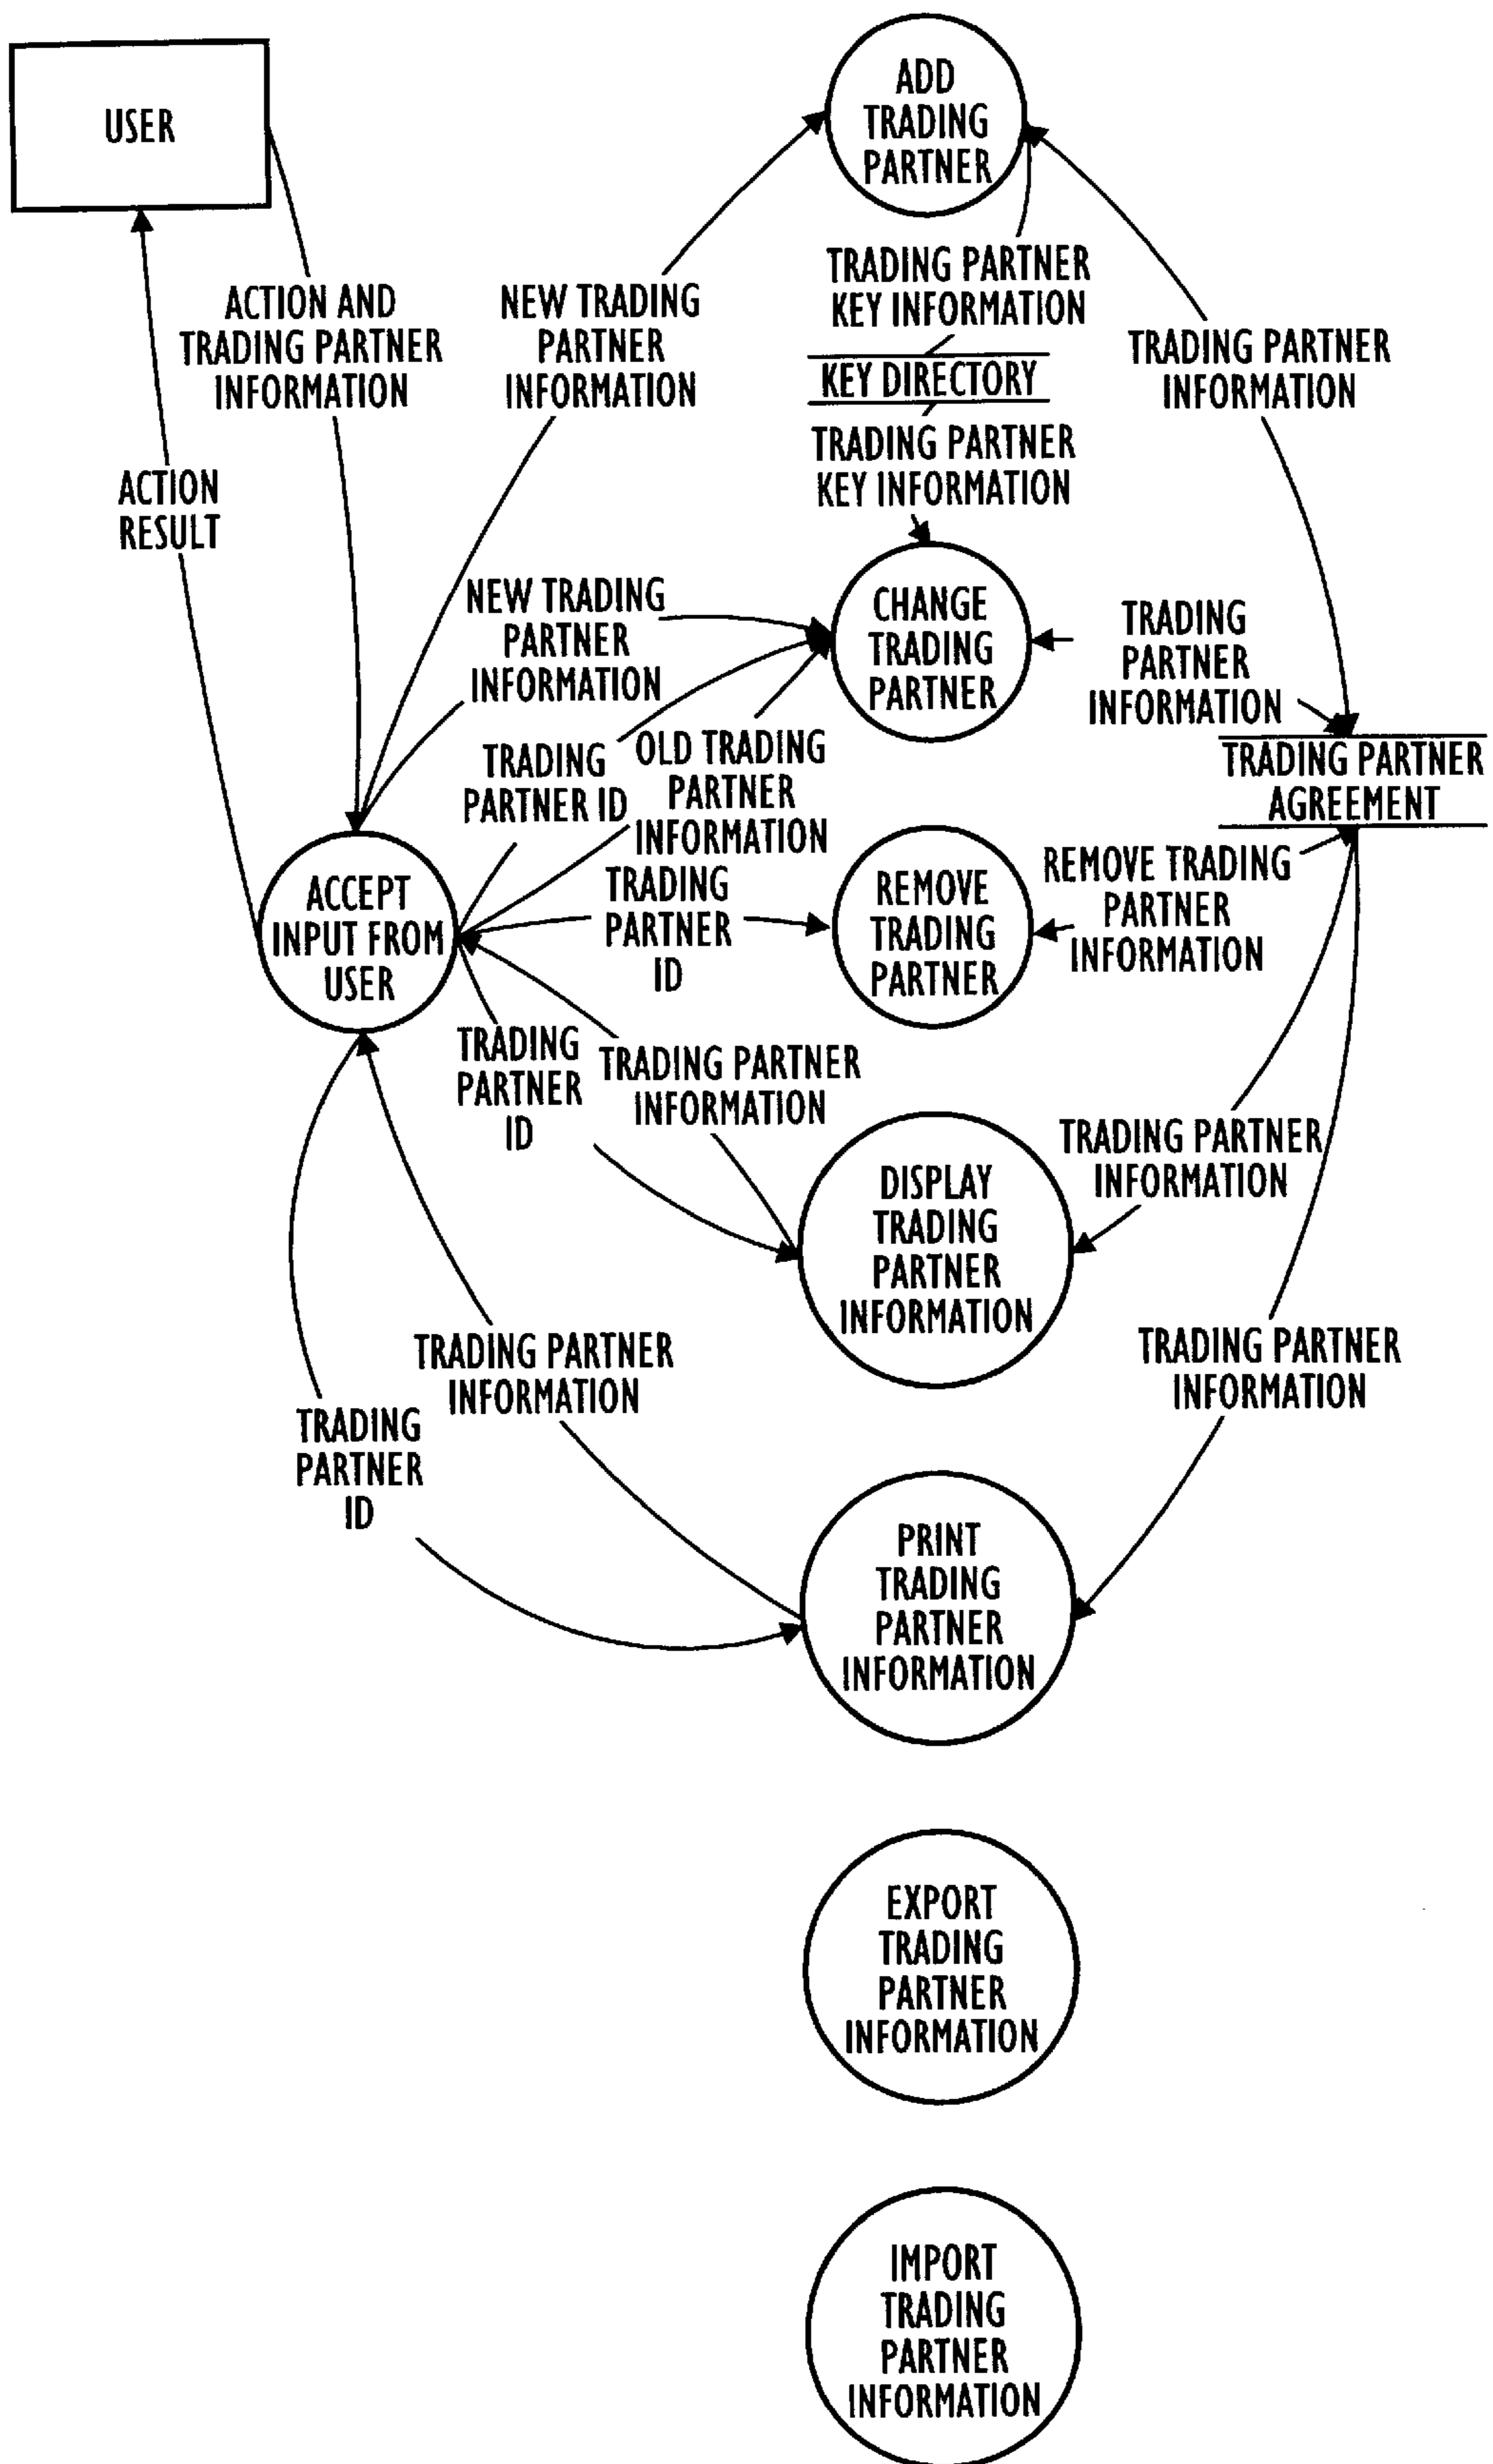 USER
ADD
TRADING
PARTNER
ACTION AND
TRADING PARTNER
INFORMATION
NEW TRADING
PARTNER
INFORMATION
TRADING PARTNER
KEY INFORMATION
KEY DIRECTORY
TRADING PARTNER
KEY INFORMATION
TRADING PARTNER
INFORMATION
ACTION
RESULT
NEW TRADING
PARTNER
INFORMATION
CHANGE
TRADING
PARTNER
TRADING
PARTNER
INFORMATION
TRADING
PARTNER ID
OLD TRADING
PARTNER
INFORMATION
TRADING PARTNER
AGREEMENT
ACCEPT
INPUT FROM
USER
TRADING
PARTNER
ID
REMOVE
TRADING
PARTNER
REMOVE TRADING
PARTNER
INFORMATION
TRADING
PARTNER
ID
TRADING PARTNER
INFORMATION
DISPLAY
TRADING
PARTNER
INFORMATION
TRADING PARTNER
INFORMATION
TRADING PARTNER
INFORMATION
TRADING PARTNER
INFORMATION
TRADING
PARTNER
ID
PRINT
TRADING
PARTNER
INFORMATION
EXPORT
TRADING
PARTNER
INFORMATION
IMPORT
TRADING
PARTNER
INFORMATION